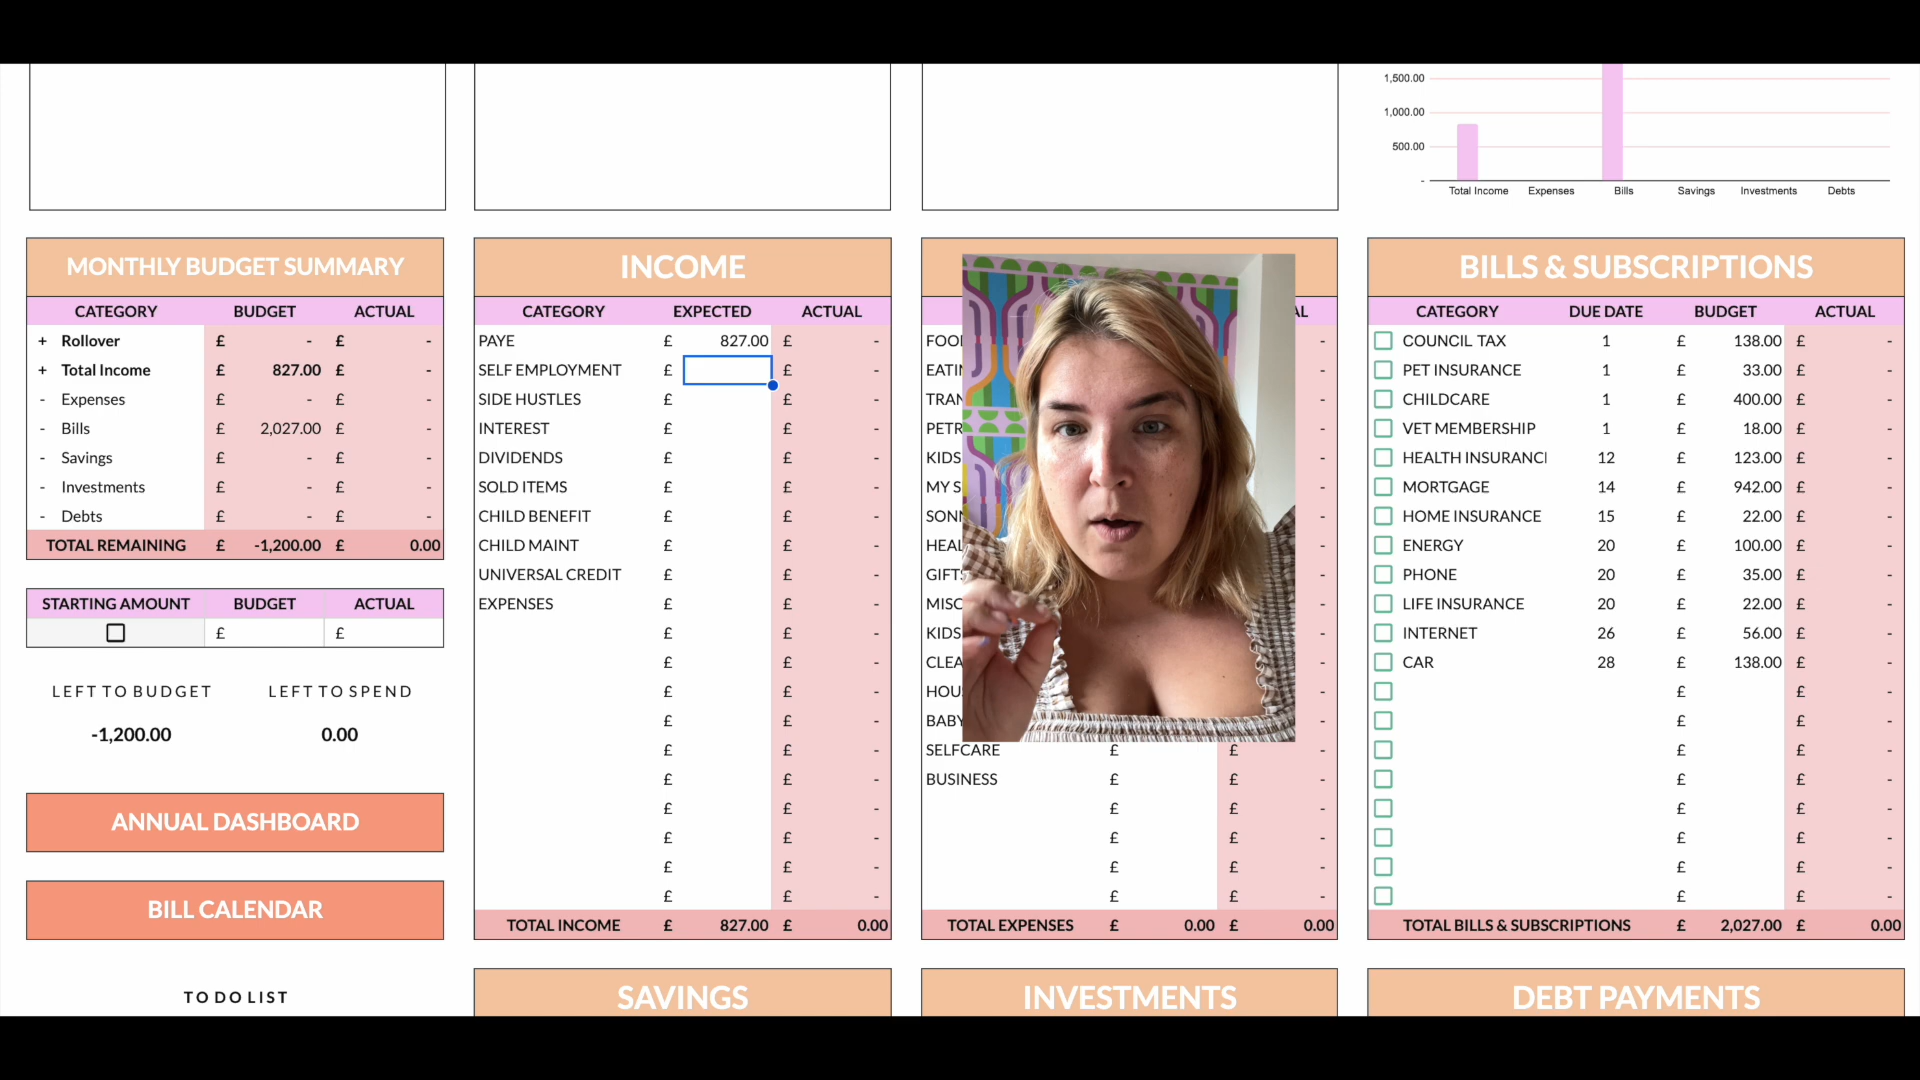 1,500.00
1,000.00
500.00
-
Total Income Expenses Bills Savings Investments Debts
MONTHLY BUDGET SUMMARY
CATEGORY BUDGET ACTUAL
+ Rollover £ - £ -
+ Total Income £ 827.00 £ -
- Expenses £ - £ -
- Bills £ 2,027.00 £ -
- Savings £ - £ -
- Investments £ - £ -
- Debts £ - £ -
TOTAL REMAINING £ -1,200.00 £ 0.00
STARTING AMOUNT BUDGET ACTUAL
£ £
LEFT TO BUDGET LEFT TO SPEND
-1,200.00 0.00
ANNUAL DASHBOARD
BILL CALENDAR
TO DO LIST
INCOME
CATEGORY EXPECTED ACTUAL
PAYE £ 827.00 £ -
SELF EMPLOYMENT £ £ -
SIDE HUSTLES £ £ -
INTEREST £ £ -
DIVIDENDS £ £ -
SOLD ITEMS £ £ -
CHILD BENEFIT £ £ -
CHILD MAINT £ £ -
UNIVERSAL CREDIT £ £ -
EXPENSES £ £ -
£ £ -
£ £ -
£ £ -
£ £ -
£ £ -
£ £ -
£ £ -
£ £ -
£ £ -
£ £ -
TOTAL INCOME £ 827.00 £ 0.00
SAVINGS
AL
-
-
-
-
KIDS -
MY S -
-
-
-
MISC -
KIDS -
-
-
BABY -
SELFCARE £ £ -
BUSINESS £ £ -
£ £ -
£ £ -
£ £ -
£ £ -
TOTAL EXPENSES £ 0.00 £ 0.00
INVESTMENTS
BILLS & SUBSCRIPTIONS
CATEGORY DUE DATE BUDGET ACTUAL
COUNCIL TAX 1 £ 138.00 £ -
PET INSURANCE 1 £ 33.00 £ -
CHILDCARE 1 £ 400.00 £ -
VET MEMBERSHIP 1 £ 18.00 £ -
HEALTH INSURANC 12 £ 123.00 £ -
MORTGAGE 14 £ 942.00 £ -
HOME INSURANCE 15 £ 22.00 £ -
ENERGY 20 £ 100.00 £ -
PHONE 20 £ 35.00 £ -
LIFE INSURANCE 20 £ 22.00 £ -
INTERNET 26 £ 56.00 £ -
CAR 28 £ 138.00 £ -
£ £ -
£ £ -
£ £ -
£ £ -
£ £ -
£ £ -
£ £ -
£ £ -
TOTAL BILLS & SUBSCRIPTIONS £ 2,027.00 £ 0.00
DEBT PAYMENTS